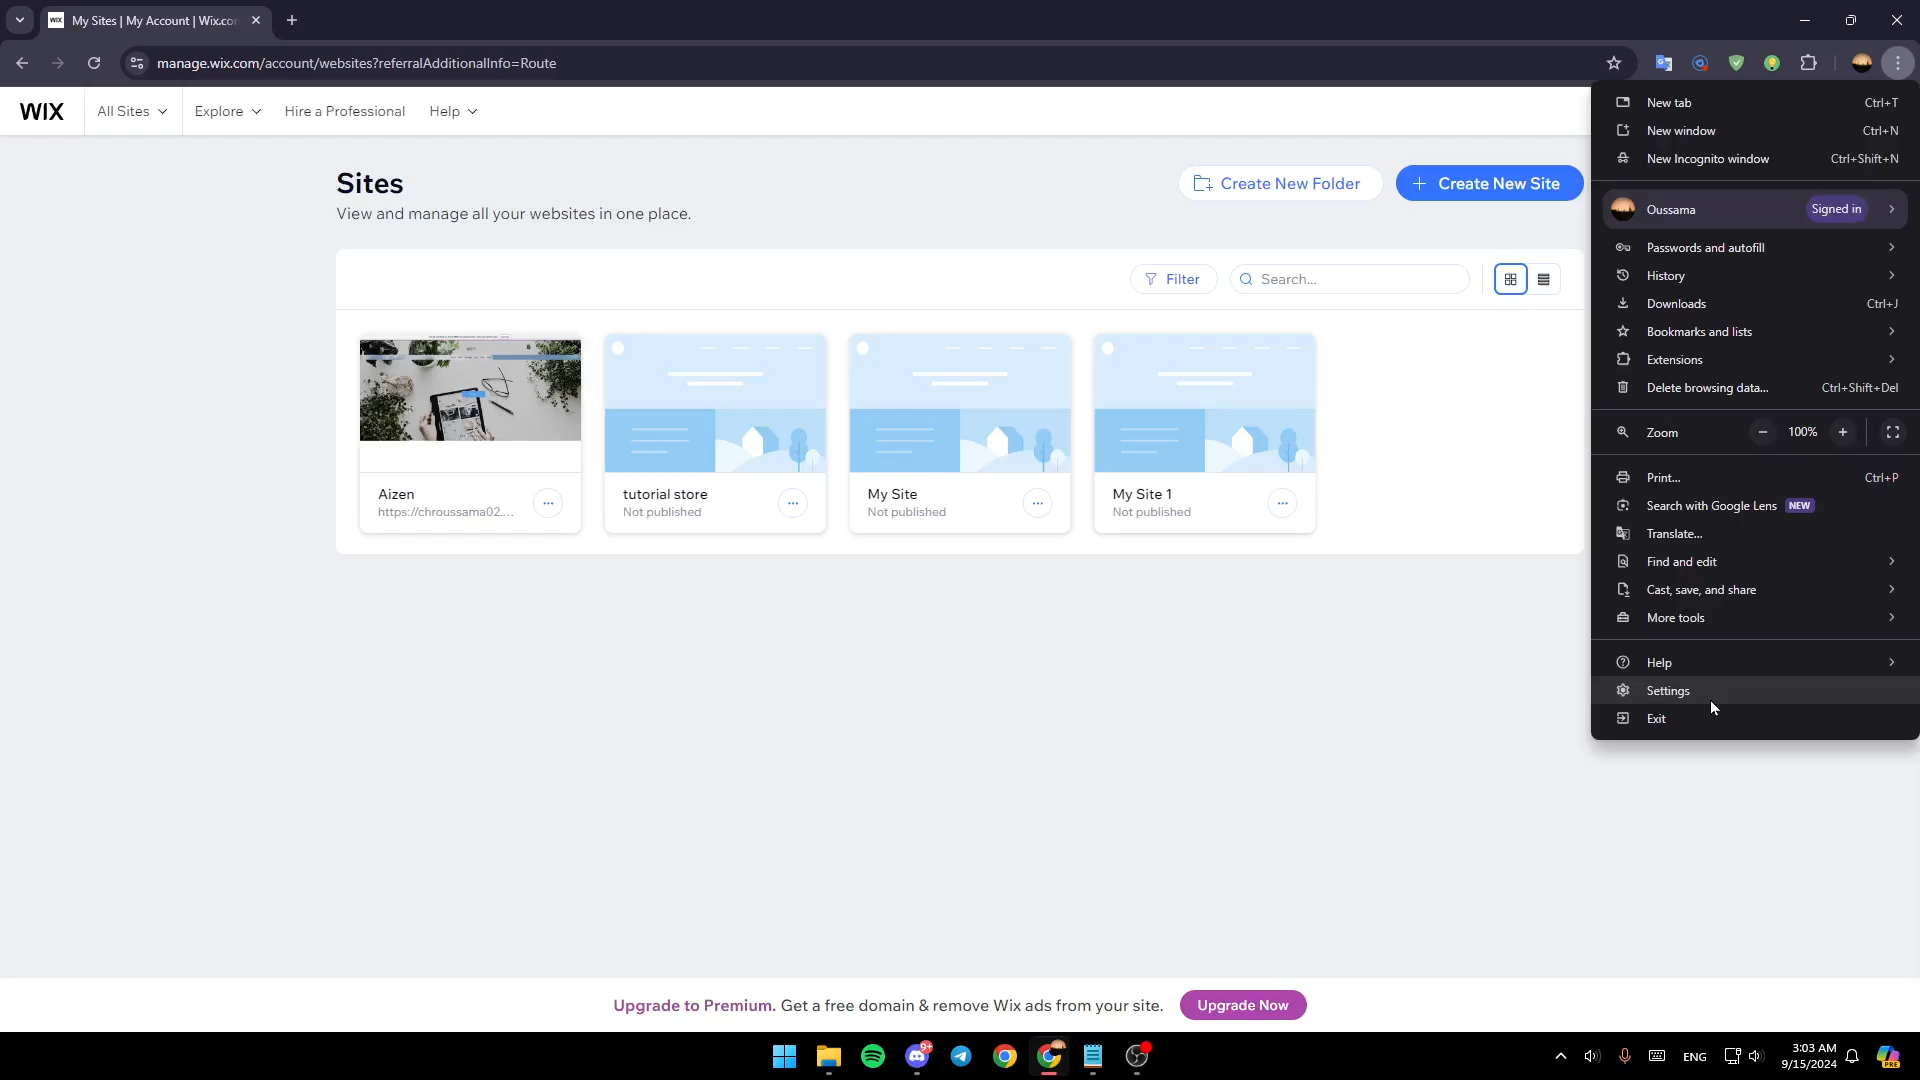 WIX My Sites | My Account | Wix.co
manage.wix.com/account/websites?referralAdditionalInfo=Route
WIX All Sites Explore Hire a Professional Help
Sites
View and manage all your websites in one place.
Create New Folder
Create New Site
Filter
Search...
Aizen
https://chroussama02....
tutorial store
Not published
My Site
Not published
My Site 1
Not published
New tab Ctrl+T
New window Ctrl+N
New Incognito window Ctrl+Shift+N
Oussama Signed in
Passwords and autofill
History
Downloads Ctrl+J
Bookmarks and lists
Extensions
Delete browsing data... Ctrl+Shift+Del
Zoom 100%
Print... Ctrl+P
Search with Google Lens NEW
Translate...
Find and edit
Cast, save, and share
More tools
Help
Settings
Exit
Upgrade to Premium. Get a free domain & remove Wix ads from your site. Upgrade Now
9+
ENG
3:03 AM
9/15/2024
PRE